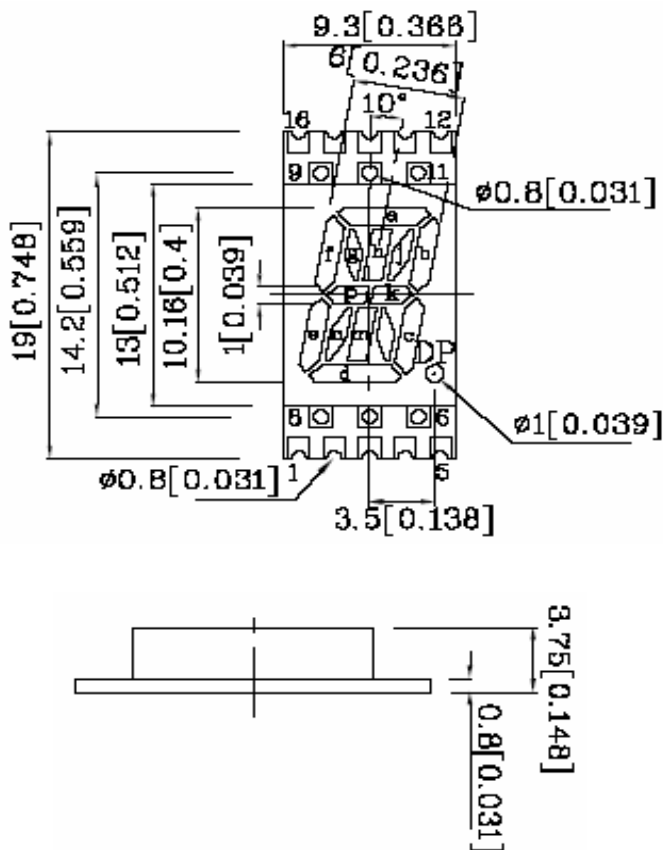 9.3[0.366]
6[0.236]
10°
16
12
9
11
ø0.8[0.031]
19[0.748]
14.2[0.559]
13[0.512]
10.16[0.4]
1[0.039]
a
f
g
h
j
b
p
k
e
n
m
c
DP
d
ø1[0.039]
8
6
1
5
ø0.8[0.031]
3.5[0.138]
3.75[0.148]
0.8[0.031]